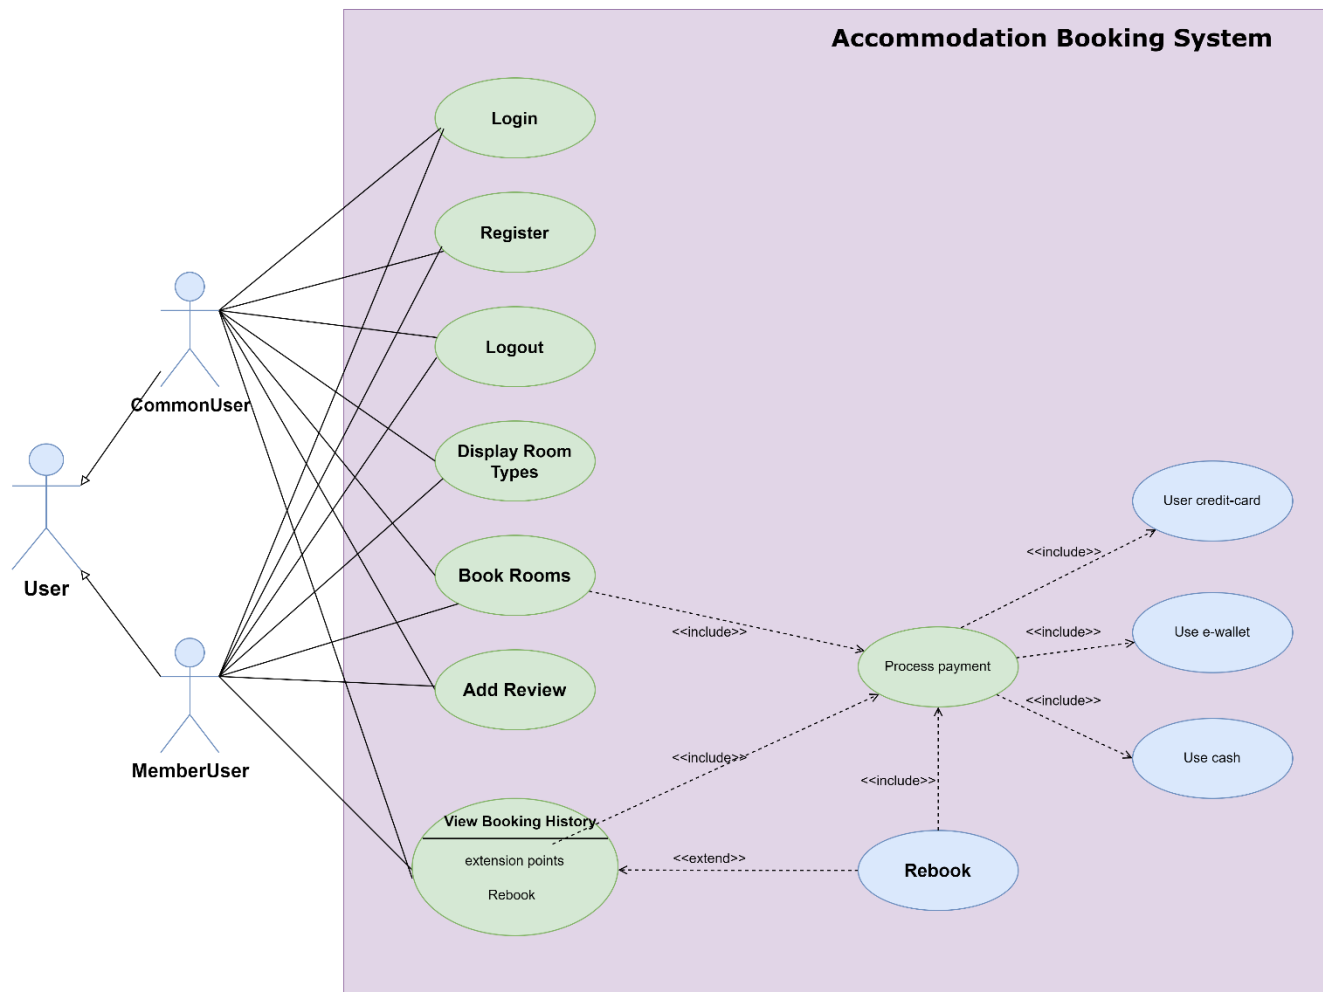 Accommodation Booking System
Login
Register
Logout
Display Room
Types
Book Rooms
Add Review
View Booking History
extension points
Rebook
CommonUser
User
MemberUser
<<include>>
<<include>>
<<include>>
<<extend>>
Process payment
Rebook
<<include>>
<<include>>
<<include>>
User credit-card
Use e-wallet
Use cash